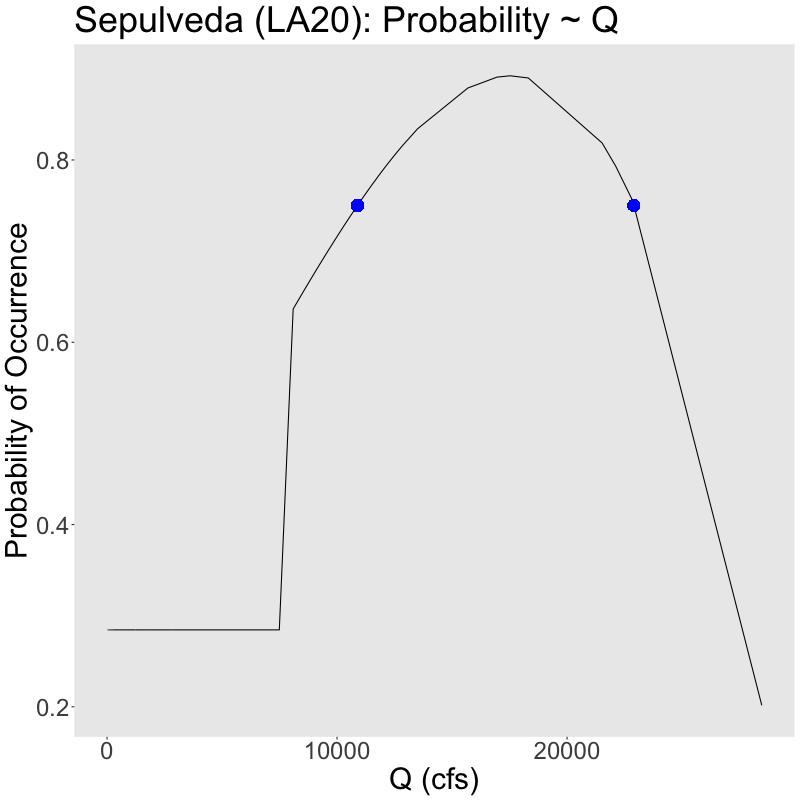 Sepulveda (LA20): Probability ~ Q
Probability of Occurrence
0.8
0.6
0.4
0.2
0
10000
20000
Q (cfs)